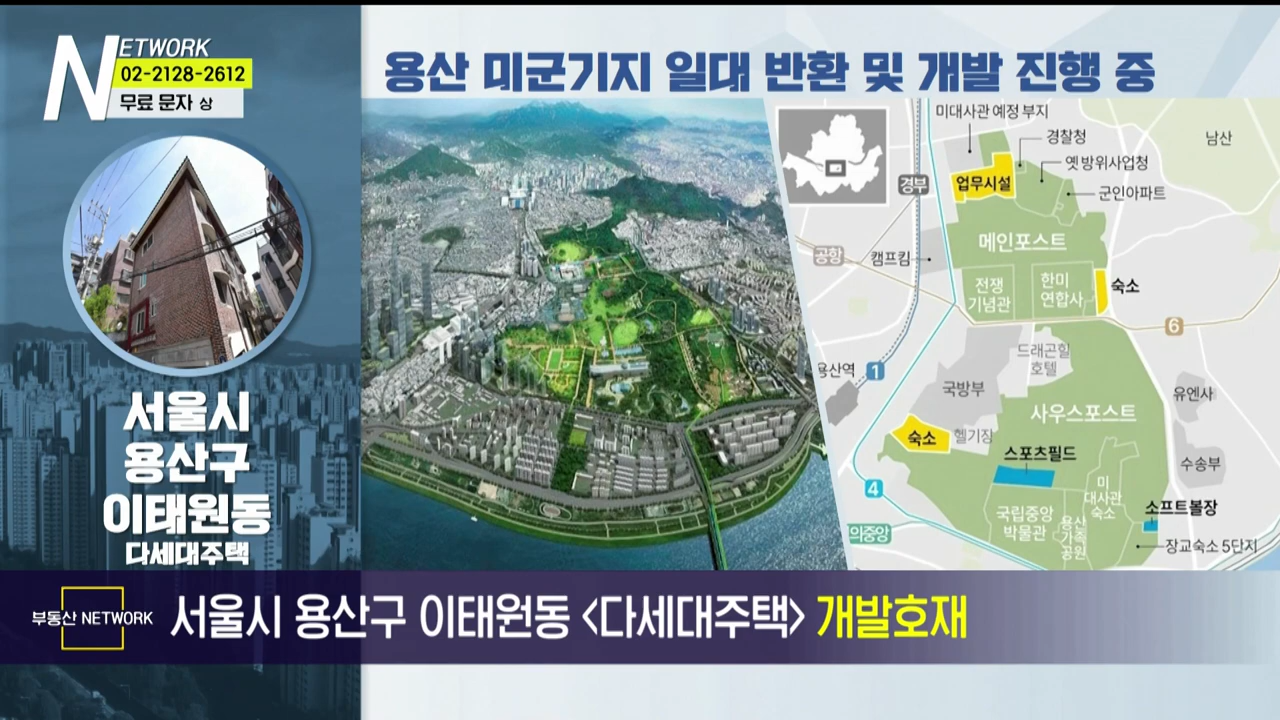 NETWORK
02-2128-2612
무료 문자 상
서울시
용산구
이태원동
다세대주택
용산 미군기지 일대 반환 및 개발 진행 중
미대사관 예정 부지
경찰청
옛 방위사업청
군인아파트
남산
경부
업무시설
메인포스트
공항
캠프킴
전쟁
기념관
한미
연합사
숙소
6
드래곤힐
호텔
용산역
1
국방부
유엔사
사우스포스트
숙소
헬기장
스포츠필드
수송부
4
미
대사관
숙소
소프트볼장
국립중앙
박물관
용산
가족
공원
장교숙소 5단지
의중앙
부동산 NETWORK
서울시 용산구 이태원동 <다세대주택> 개발호재